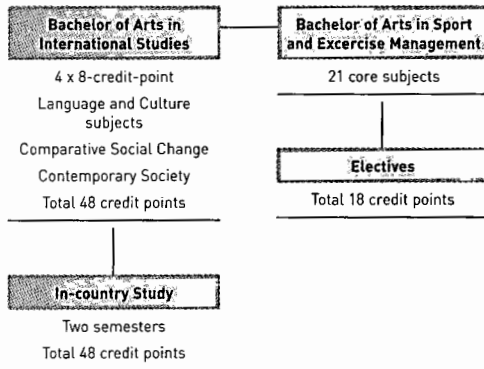 Bachelor of Arts in
International Studies
4 x 8-credit-point
Language and Culture
subjects
Comparative Social Change
Contemporary Society
Total 48 credit points
In-country Study
Two semesters
Total 48 credit points
Bachelor of Arts in Sport
and Excercise Management
21 core subjects
Electives
Total 18 credit points